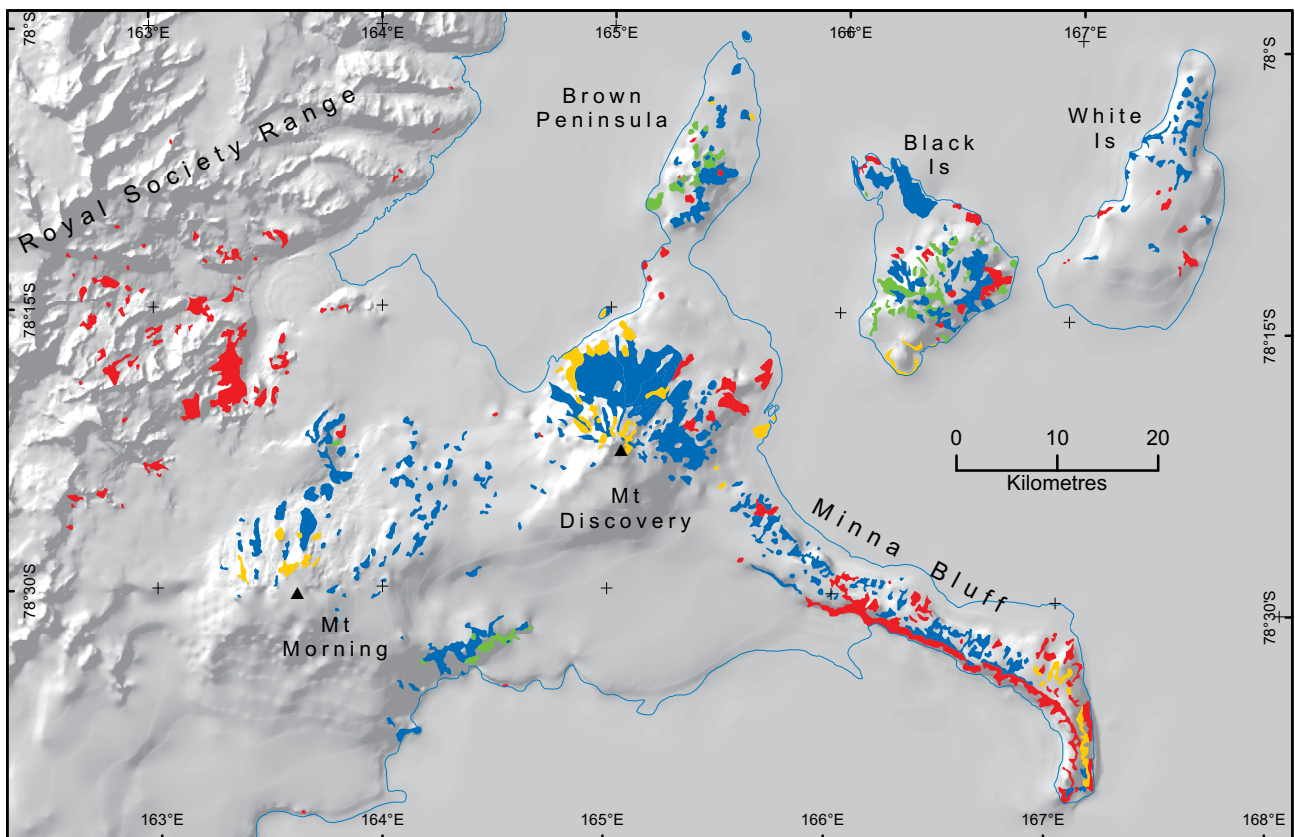 78°S
163°E
164°E
165°E
166°E
167°E
78°S
Royal Society Range
Brown
Peninsula
Black
Is
White
Is
78°15'S
78°15'S
0
10
20
Kilometres
Mt
Discovery
Minna Bluff
78°30'S
78°30'S
Mt
Morning
163°E
164°E
165°E
166°E
167°E
168°E